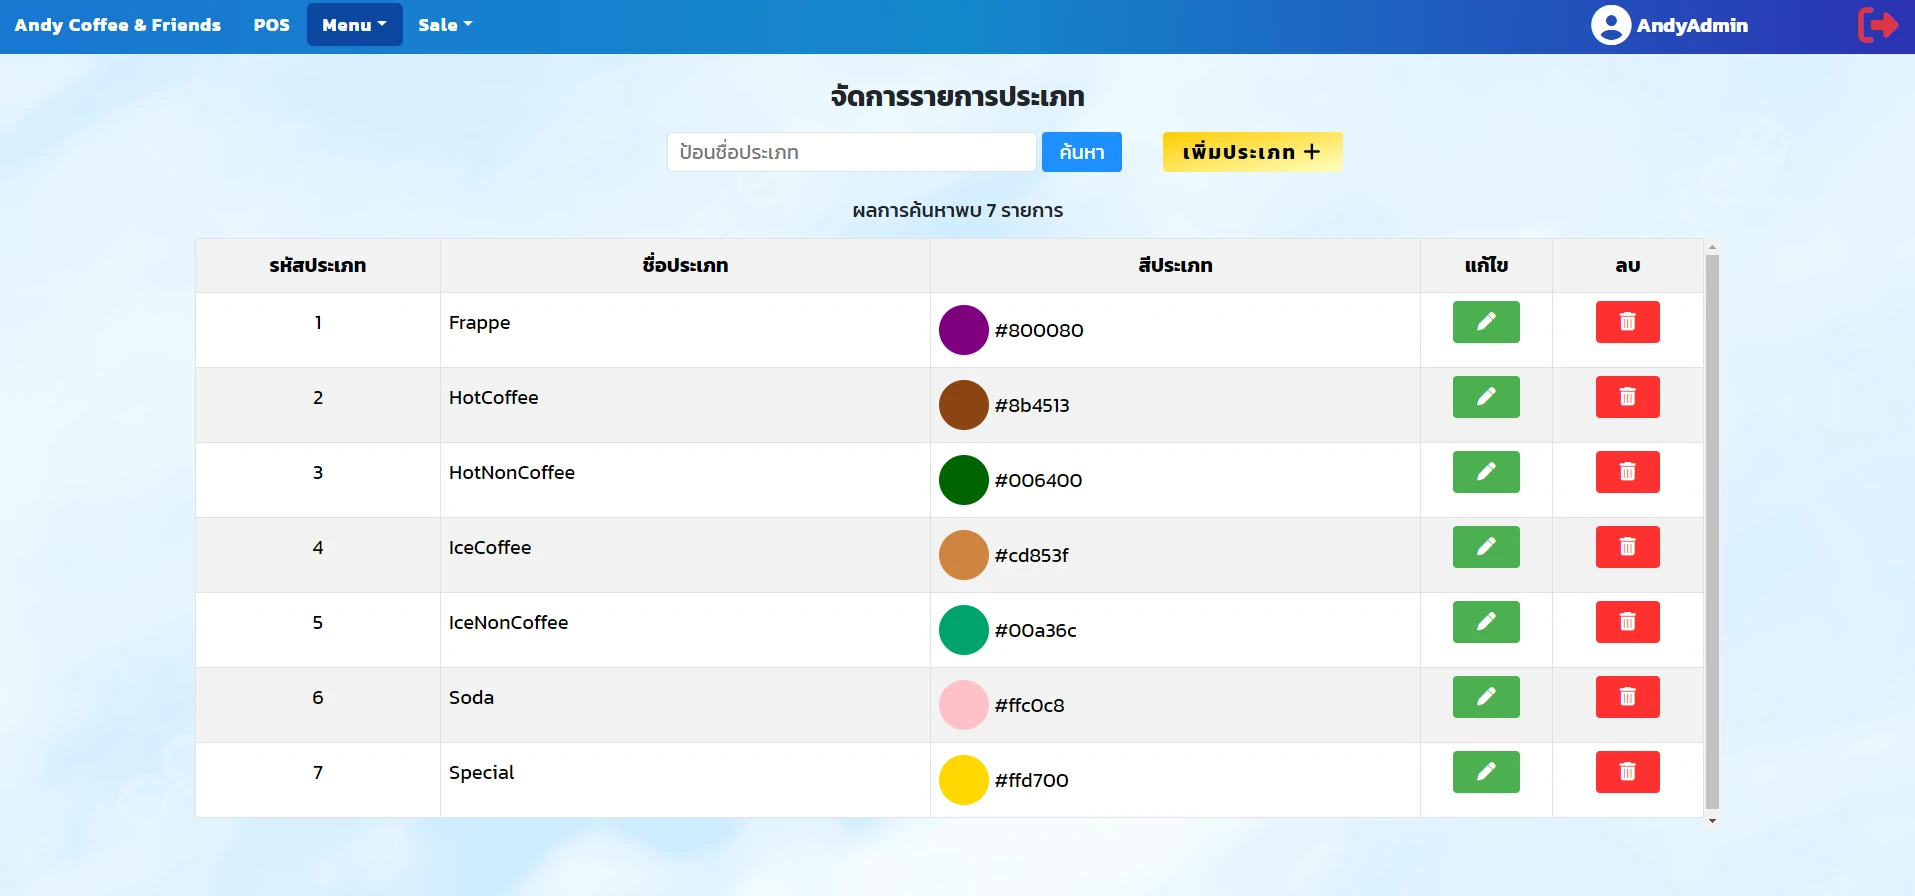 Andy Coffee & Friends POS Menu Sale AndyAdmin
จัดการรายการประเภท
ป้อนชื่อประเภท ค้นหา เพิ่มประเภท +
ผลการค้นหาพบ 7 รายการ
รหัสประเภท ชื่อประเภท สีประเภท แก้ไข ลบ
1 Frappe #800080
2 HotCoffee #8b4513
3 HotNonCoffee #006400
4 IceCoffee #cd853f
5 IceNonCoffee #00a36c
6 Soda #ffc0c8
7 Special #ffd700